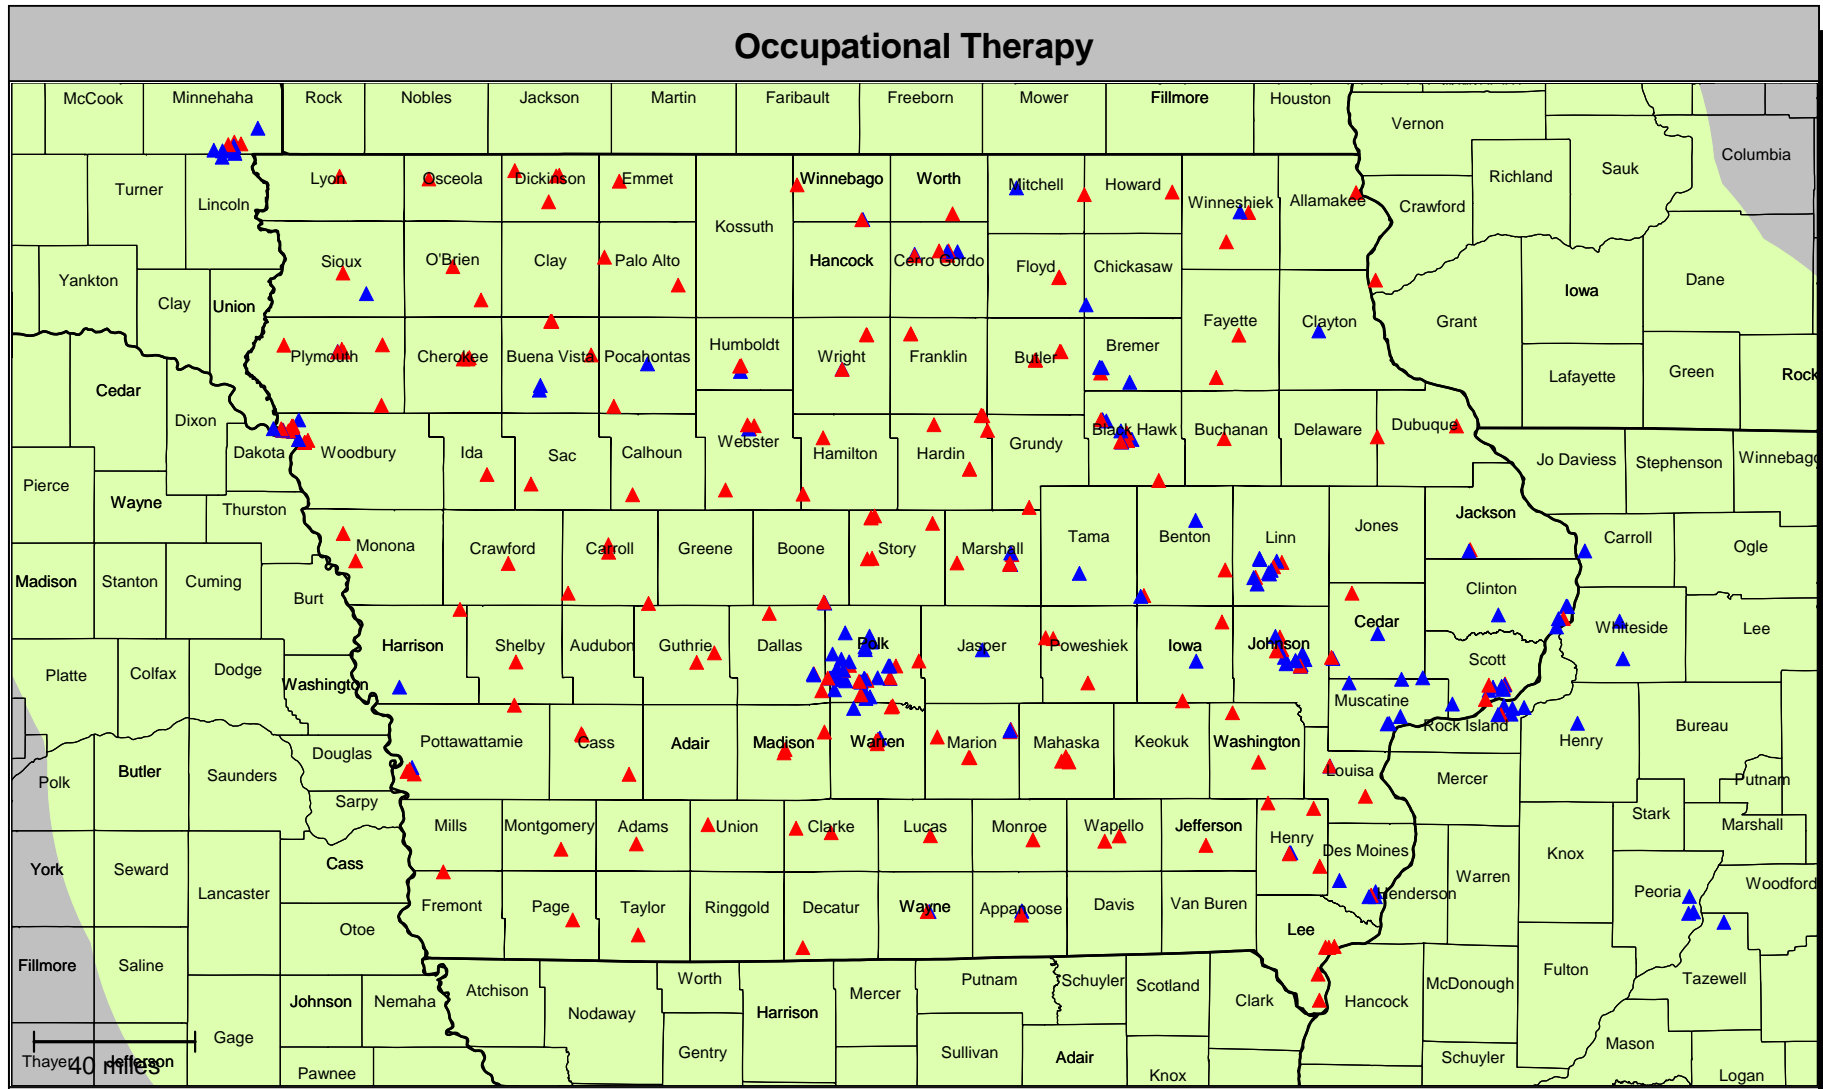 Occupational Therapy
McCook
Minnehaha
Rock
Nobles
Jackson
Martin
Faribault
Freeborn
Mower
Fillmore
Houston
Vernon
Richland
Sauk
Columbia
Turner
Lincoln
Lyon
Osceola
Dickinson
Emmet
Kossuth
Winnebago
Worth
Mitchell
Howard
Winneshiek
Allamakee
Crawford
Yankton
Clay
Union
Sioux
O'Brien
Clay
Palo Alto
Hancock
Cerro Gordo
Floyd
Chickasaw
Fayette
Clayton
Grant
Iowa
Dane
Cedar
Dixon
Plymouth
Cherokee
Buena Vista
Pocahontas
Humboldt
Wright
Franklin
Butler
Bremer
Lafayette
Green
Rock
Pierce
Wayne
Dakota
Thurston
Woodbury
Ida
Sac
Calhoun
Webster
Hamilton
Hardin
Grundy
Black Hawk
Buchanan
Delaware
Dubuque
Jo Daviess
Stephenson
Winnebago
Madison
Stanton
Cuming
Burt
Monona
Crawford
Carroll
Greene
Boone
Story
Marshall
Tama
Benton
Linn
Jones
Jackson
Clinton
Carroll
Ogle
Platte
Colfax
Dodge
Washington
Harrison
Shelby
Audubon
Guthrie
Dallas
Polk
Jasper
Poweshiek
Iowa
Johnson
Cedar
Scott
Muscatine
Rock Island
Whiteside
Lee
Henry
Bureau
Polk
Butler
Saunders
Douglas
Sarpy
Pottawattamie
Cass
Adair
Madison
Warren
Marion
Mahaska
Keokuk
Washington
Louisa
Mercer
Putnam
Stark
Marshall
York
Seward
Lancaster
Cass
Otoe
Mills
Montgomery
Adams
Union
Clarke
Lucas
Monroe
Wapello
Jefferson
Henry
Des Moines
Henderson
Warren
Knox
Peoria
Woodford
Fremont
Page
Taylor
Ringgold
Decatur
Wayne
Appanoose
Davis
Van Buren
Lee
Fillmore
Saline
Johnson
Nemaha
Atchison
Nodaway
Worth
Harrison
Mercer
Putnam
Schuyler
Scotland
Clark
Hancock
McDonough
Fulton
Tazewell
Thayer
Jefferson
Gage
Pawnee
Gentry
Sullivan
Adair
Knox
Schuyler
Mason
Logan
40 miles